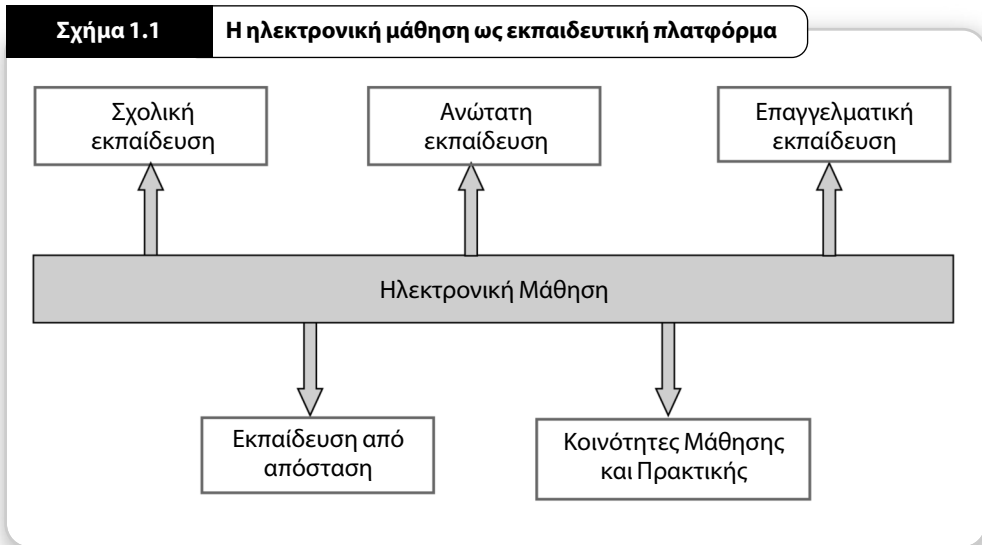 Σχήμα 1.1
Η ηλεκτρονική μάθηση ως εκπαιδευτική πλατφόρμα
Σχολική
εκπαίδευση
Ανώτατη
εκπαίδευση
Επαγγελματική
εκπαίδευση
Ηλεκτρονική Μάθηση
Εκπαίδευση από
απόσταση
Κοινότητες Μάθησης
και Πρακτικής